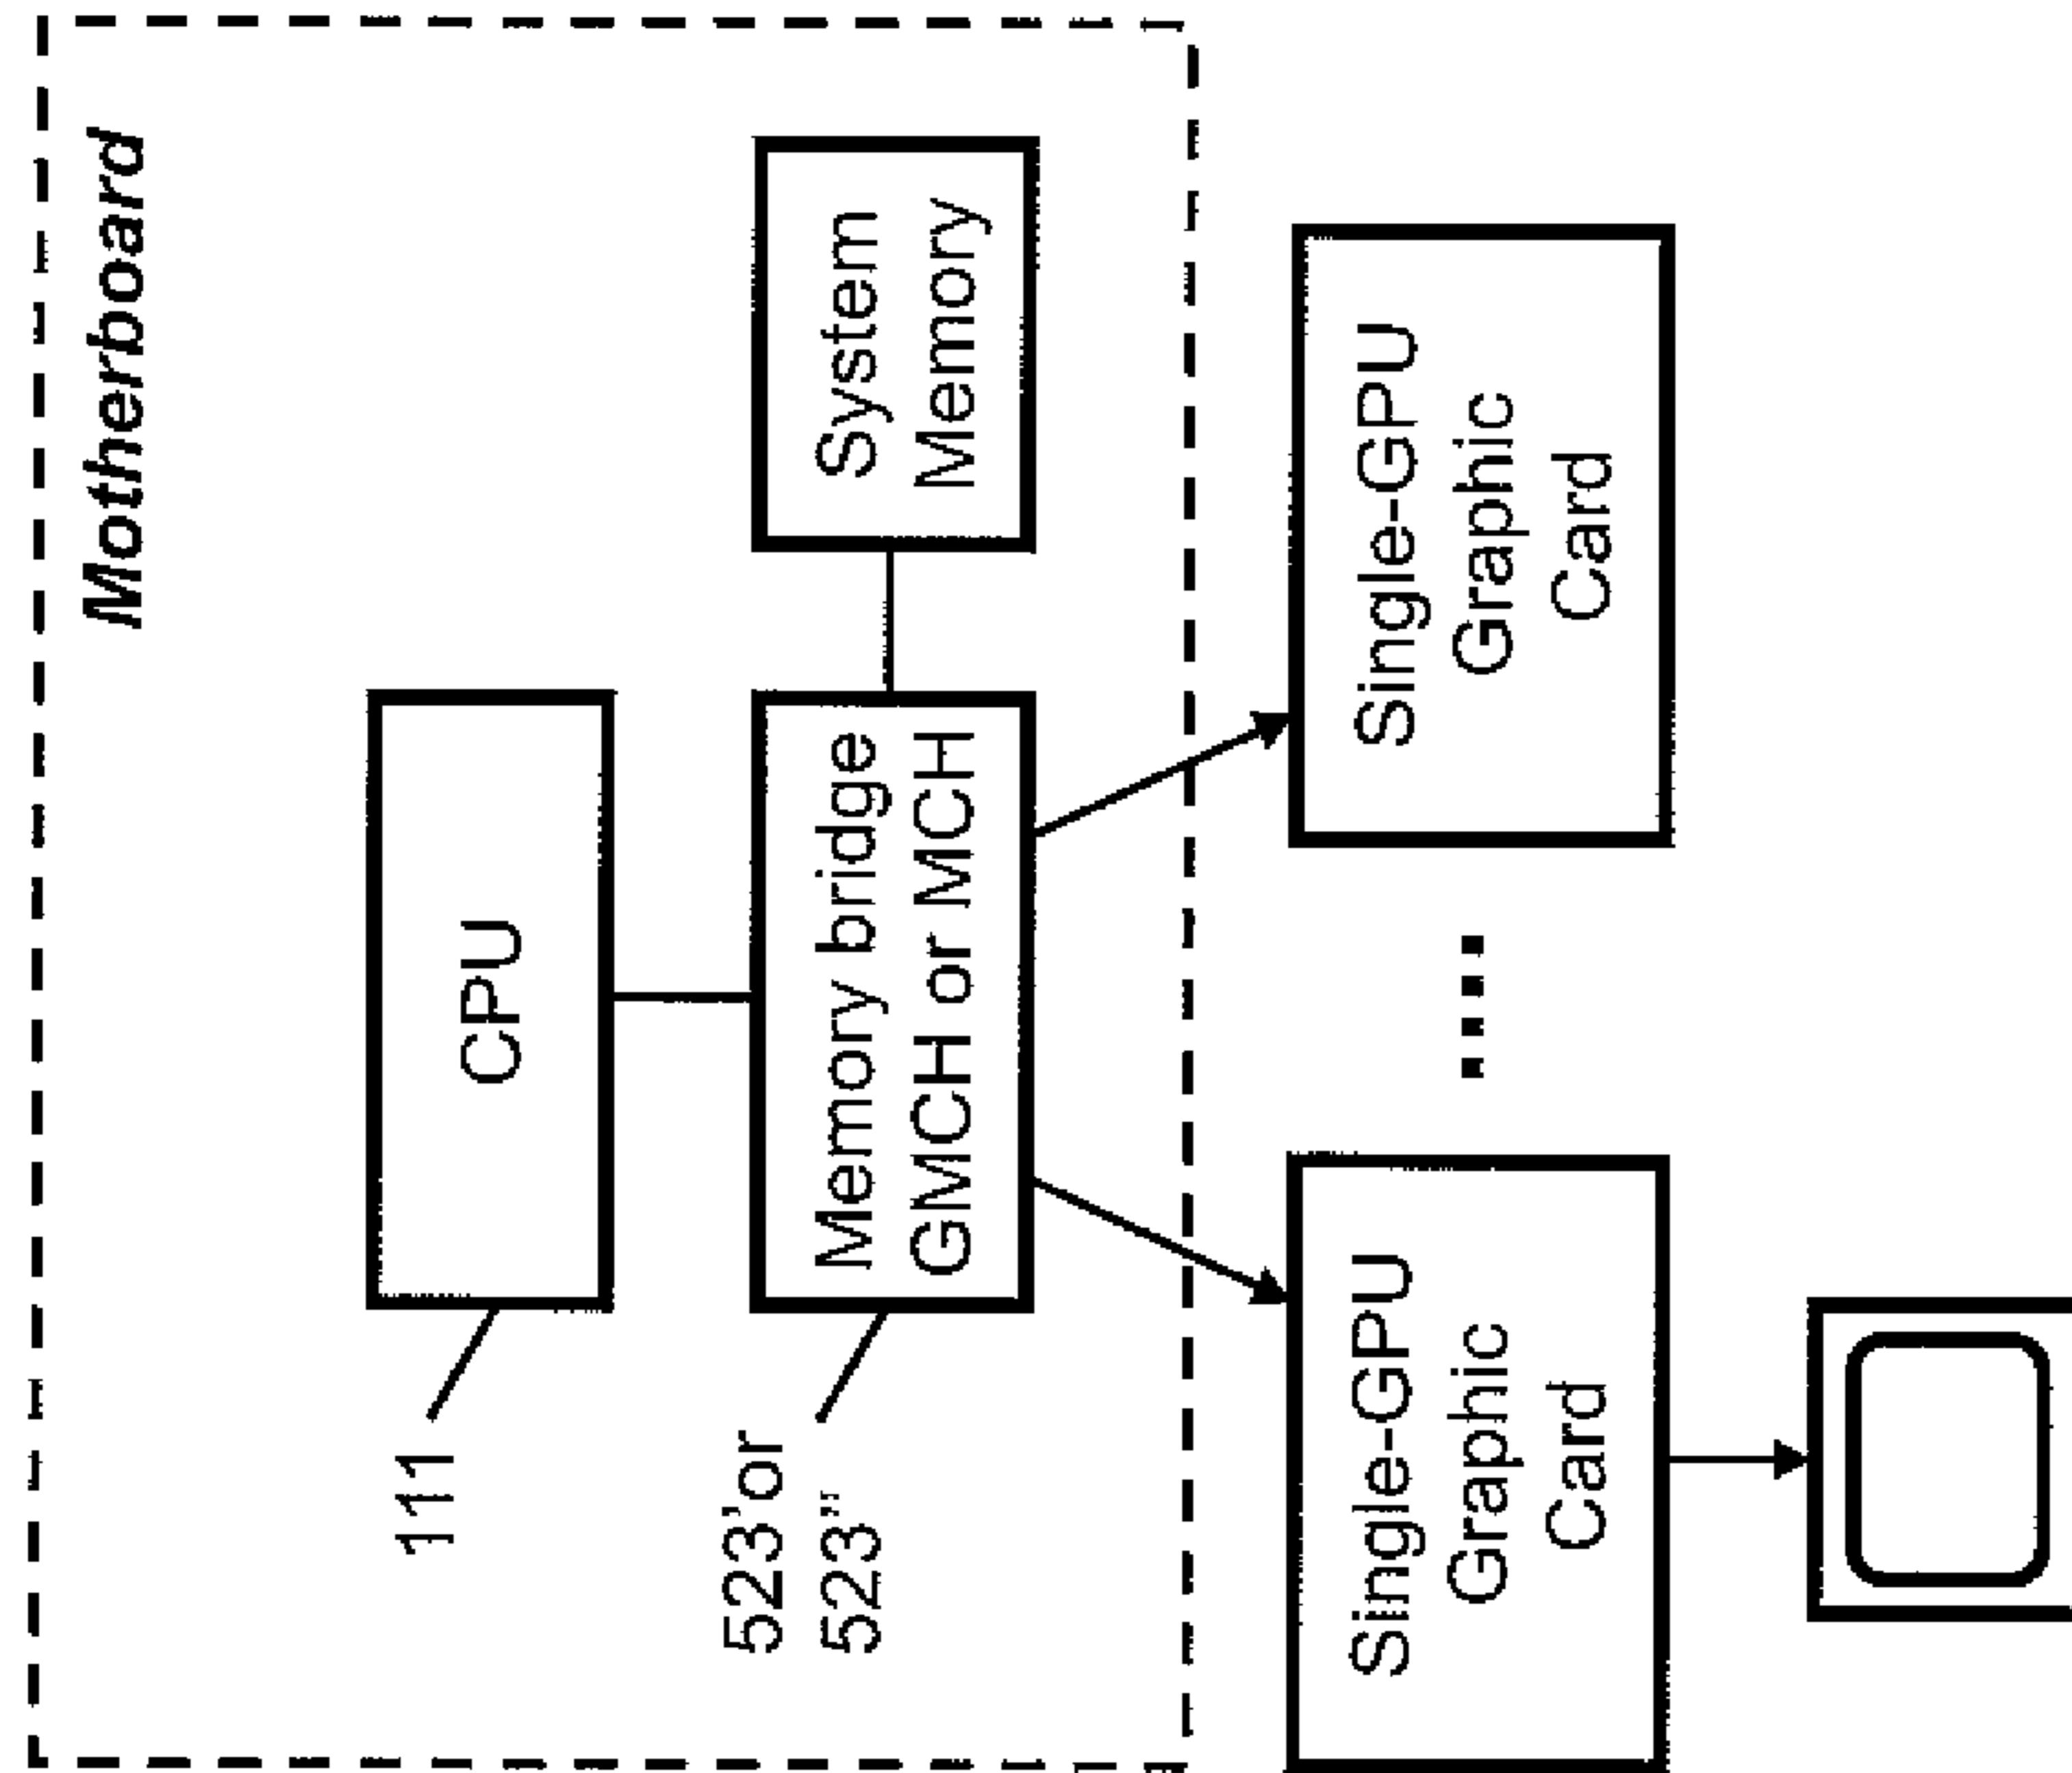 Motherboard
111
CPU
523'or
523"
Memory bridge
GMCH or MCH
System
Memory
Single-GPU
Graphic
Card
Single-GPU
Graphic
Card